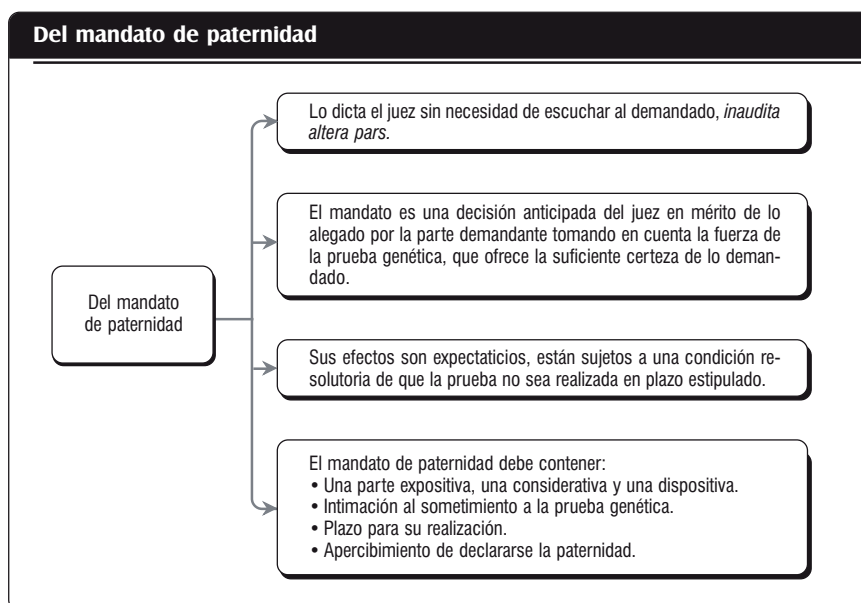 Del mandato de paternidad
Lo dicta el juez sin necesidad de escuchar al demandado, inaudita
altera pars.
El mandato es una decisión anticipada del juez en mérito de lo
alegado por la parte demandante tomando en cuenta la fuerza de
la prueba genética, que ofrece la suficiente certeza de lo deman-
dado.
Del mandato
de paternidad
Sus efectos son expectaticios, están sujetos a una condición re-
solutoria de que la prueba no sea realizada en plazo estipulado.
El mandato de paternidad debe contener:
• Una parte expositiva, una considerativa y una dispositiva.
• Intimación al sometimiento a la prueba genética.
• Plazo para su realización.
• Apercibimiento de declararse la paternidad.